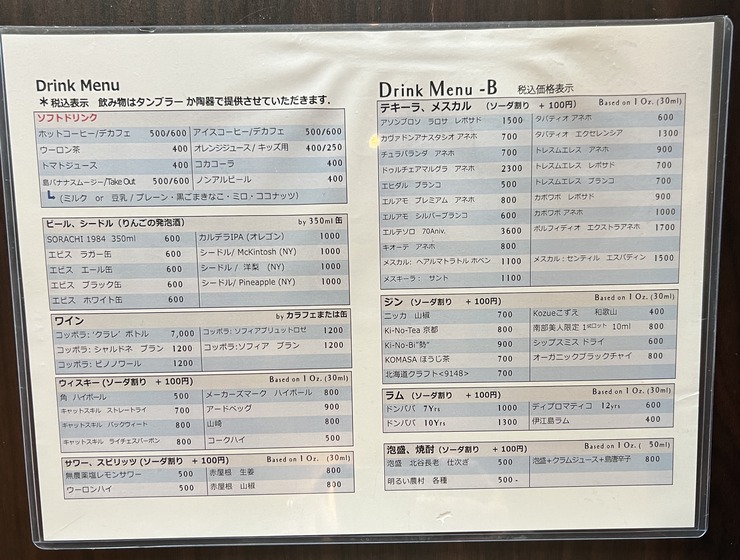 Drink Menu
＊税込表示　飲み物はタンブラー か陶器で提供させていただきます.
ソフトドリンク
ホットコーヒー/デカフェ 500/600 アイスコーヒー/デカフェ 500/600
ウーロン茶 400 オレンジジュース/ キッズ用 400/250
トマトジュース 400 コカコーラ 400
島バナナスムージー/Take Out 500/600 ノンアルビール 400
(ミルク or 豆乳 / プレーン・黒ごまきなこ・ミロ・ココナッツ)
ビール、シードル（りんごの発泡酒） by 350ml 缶
SORACHI 1984 350ml 600 カルデラIPA (オレゴン) 1000
エビス ラガー缶 600 シードル/ McKintosh (NY) 1000
エビス エール缶 600 シードル / 洋梨 (NY) 1000
エビス ブラック缶 600 シードル/ Pineapple (NY) 1000
エビス ホワイト缶 600
ワイン by カラフェまたは缶
コッポラ: 'クラレ' ボトル 7,000 コッポラ:ソフィアブリュットロゼ 1200
コッポラ: シャルドネ ブラン 1200 コッポラ:ソフィア ブラン 1200
コッポラ: ピノノワール 1200
ウィスキー (ソーダ割り ＋100円) Based on 1 Oz. (30ml)
角 ハイボール 500 メーカーズマーク ハイボール 800
キャットスキル ストレートライ 700 アードベッグ 900
キャットスキル バックウィート 800 山崎 800
キャットスキル ライチェスバーボン 800 コークハイ 500
サワー、スピリッツ (ソーダ割り ＋100円) Based on 1 Oz. (30ml)
無農薬塩レモンサワー 500 赤屋根 生姜 800
ウーロンハイ 500 赤屋根 山椒 800
Drink Menu -B 税込価格表示
テキーラ、メスカル (ソーダ割り ＋100円) Based on 1 Oz. (30ml)
アソンブロソ ラロサ レポサド 1500 タパティオ アネホ 600
カヴァドンアナスタシオ アネホ 700 タパティオ エクセレンシア 1300
チュラパランダ アネホ 700 トレスムエレス アネホ 900
ドゥルチェアマルグラ アネホ 2300 トレスムエレス レポサド 700
エヒダル ブランコ 500 トレスムエレス ブランコ 700
エルアモ プレミアム アネホ 800 カボワボ レポサド 900
エルアモ シルバーブランコ 600 カボワボ アネホ 1000
エルテソロ 70Aniv. 3600 ポルフィディオ エクストラアネホ 1700
キオーテ アネホ 800
メスカル: ヘアルマトラトル ホベン 1100 メスカル: センティル エスパティン 1500
メスキーラ: サント 1100
ジン (ソーダ割り ＋100円) Based on 1 Oz. (30ml)
ニッカ 山椒 700 Kozueこずえ 和歌山 400
Ki-No-Tea 京都 800 南部美人限定 1stロット 10ml 800
Ki-No-Bi"勢" 900 シップスミス ドライ 600
KOMASA ほうじ茶 700 オーガニックブラックチャイ 800
北海道クラフト<9148> 700
ラム (ソーダ割り ＋100円) Based on 1 Oz. (30ml)
ドンパパ 7Yrs 1000 ディプロマティコ 12yrs 600
ドンパパ 10Yrs 1300 伊江島ラム 400
泡盛、焼酎 (ソーダ割り ＋100円) Based on 1 Oz. ( 50ml)
泡盛 北谷長老 仕次ぎ 500 泡盛＋クラムジュース＋島唐辛子 800
明るい農村 各種 500 -